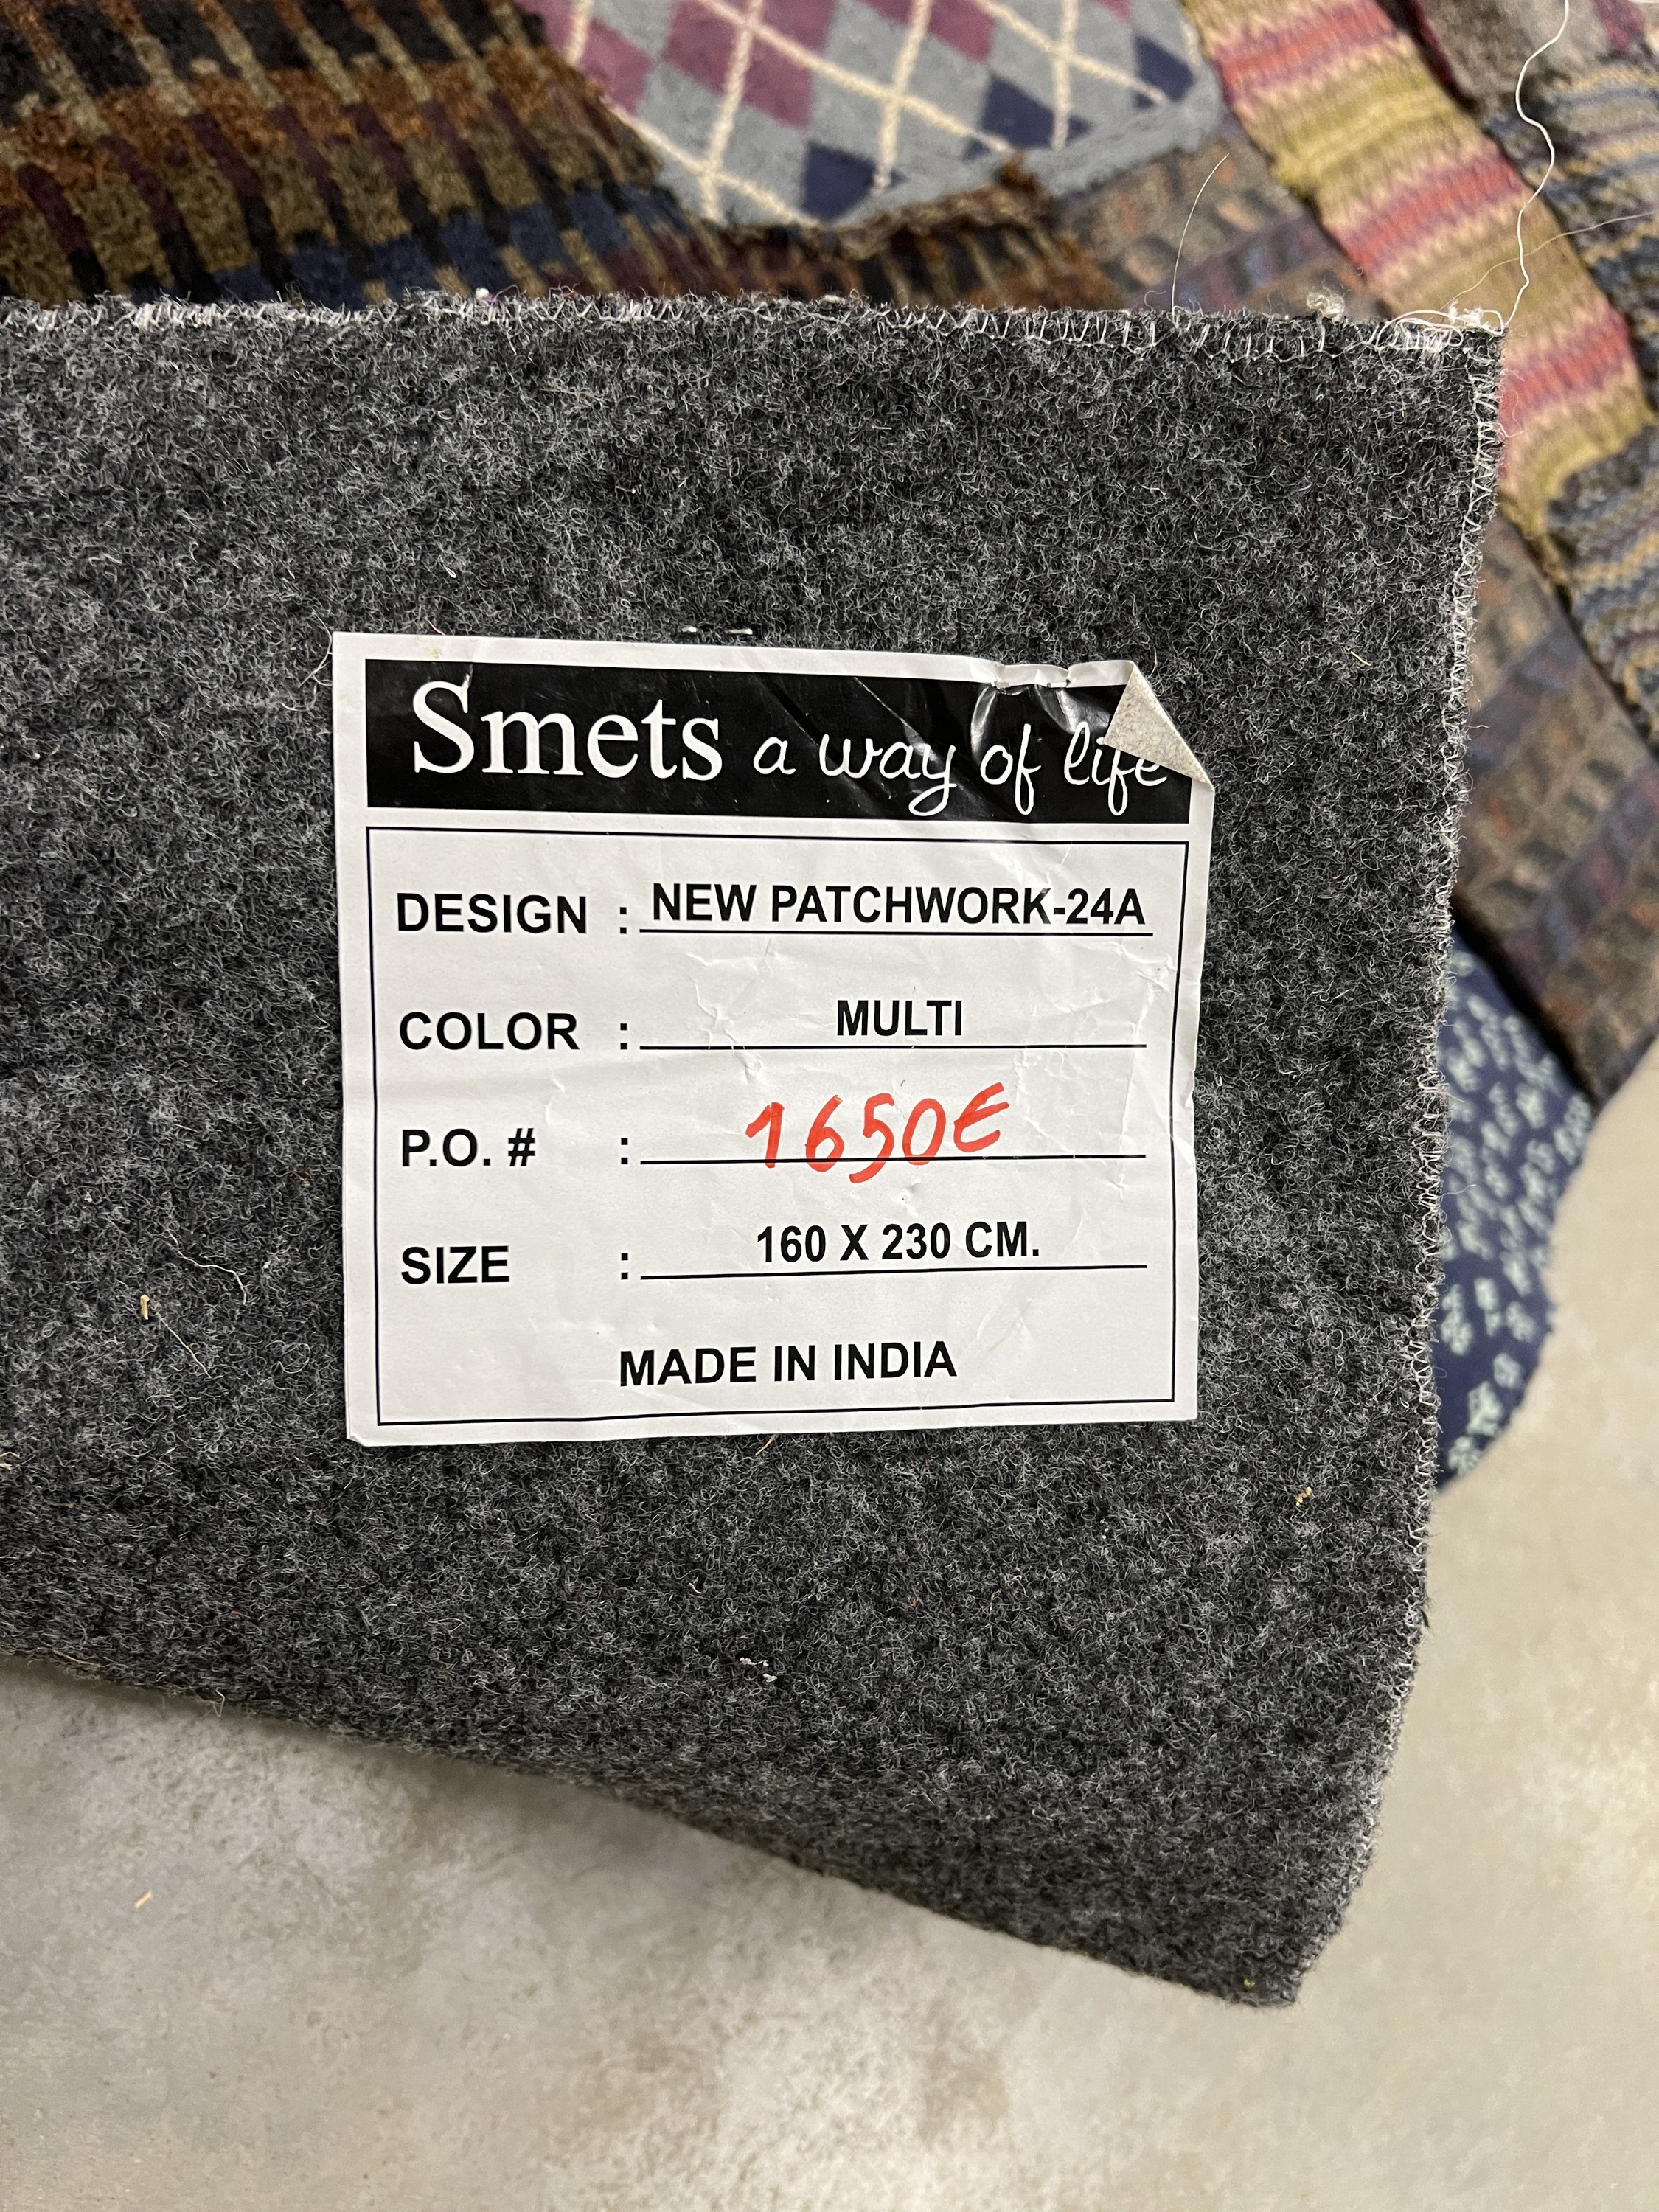 Smets a way of life
DESIGN : NEW PATCHWORK-24A
COLOR : MULTI
P.O. # : 1650€
SIZE : 160 X 230 CM.
MADE IN INDIA